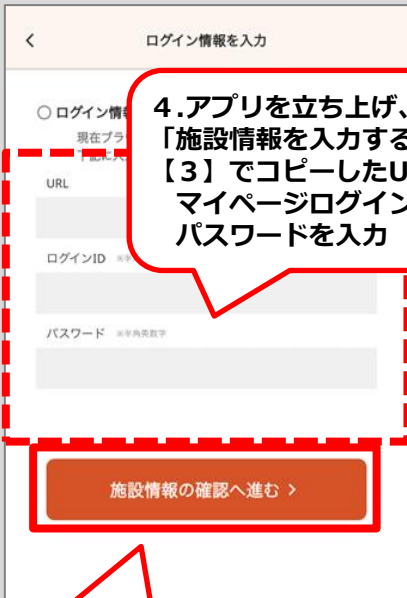 ログイン情報を入力
○ ログイン情
4.アプリを立ち上げ、
「施設情報を入力する
【3】でコピーしたU
マイページログイン
パスワードを入力
現在ブラ
URL
ログインID ※半
パスワード ※半角英数字
施設情報の確認へ進む >